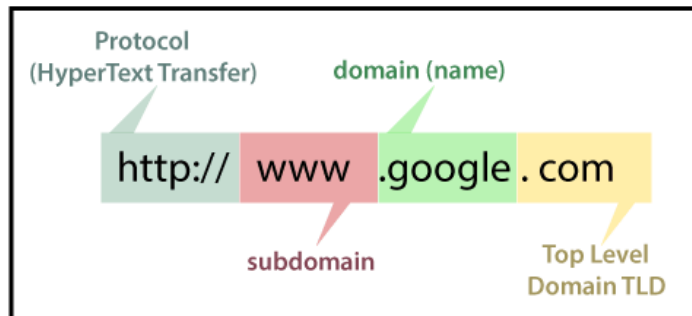 Protocol
(HyperText Transfer)
domain (name)
http:// www .google . com
subdomain
Top Level
Domain TLD